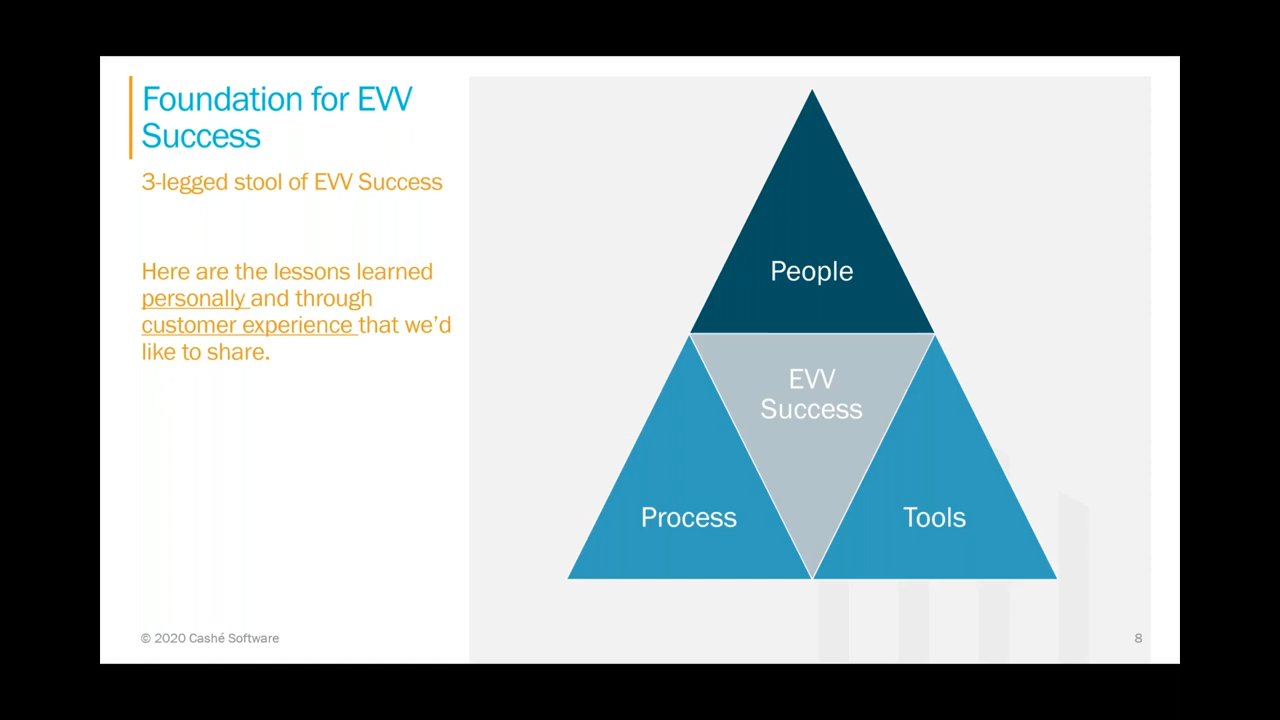 Foundation for EVV
Success
3-legged stool of EVV Success
Here are the lessons learned
personally and through
customer experience that we’d
like to share.
People
EVV
Success
Process
Tools
© 2020 Cashé Software
8